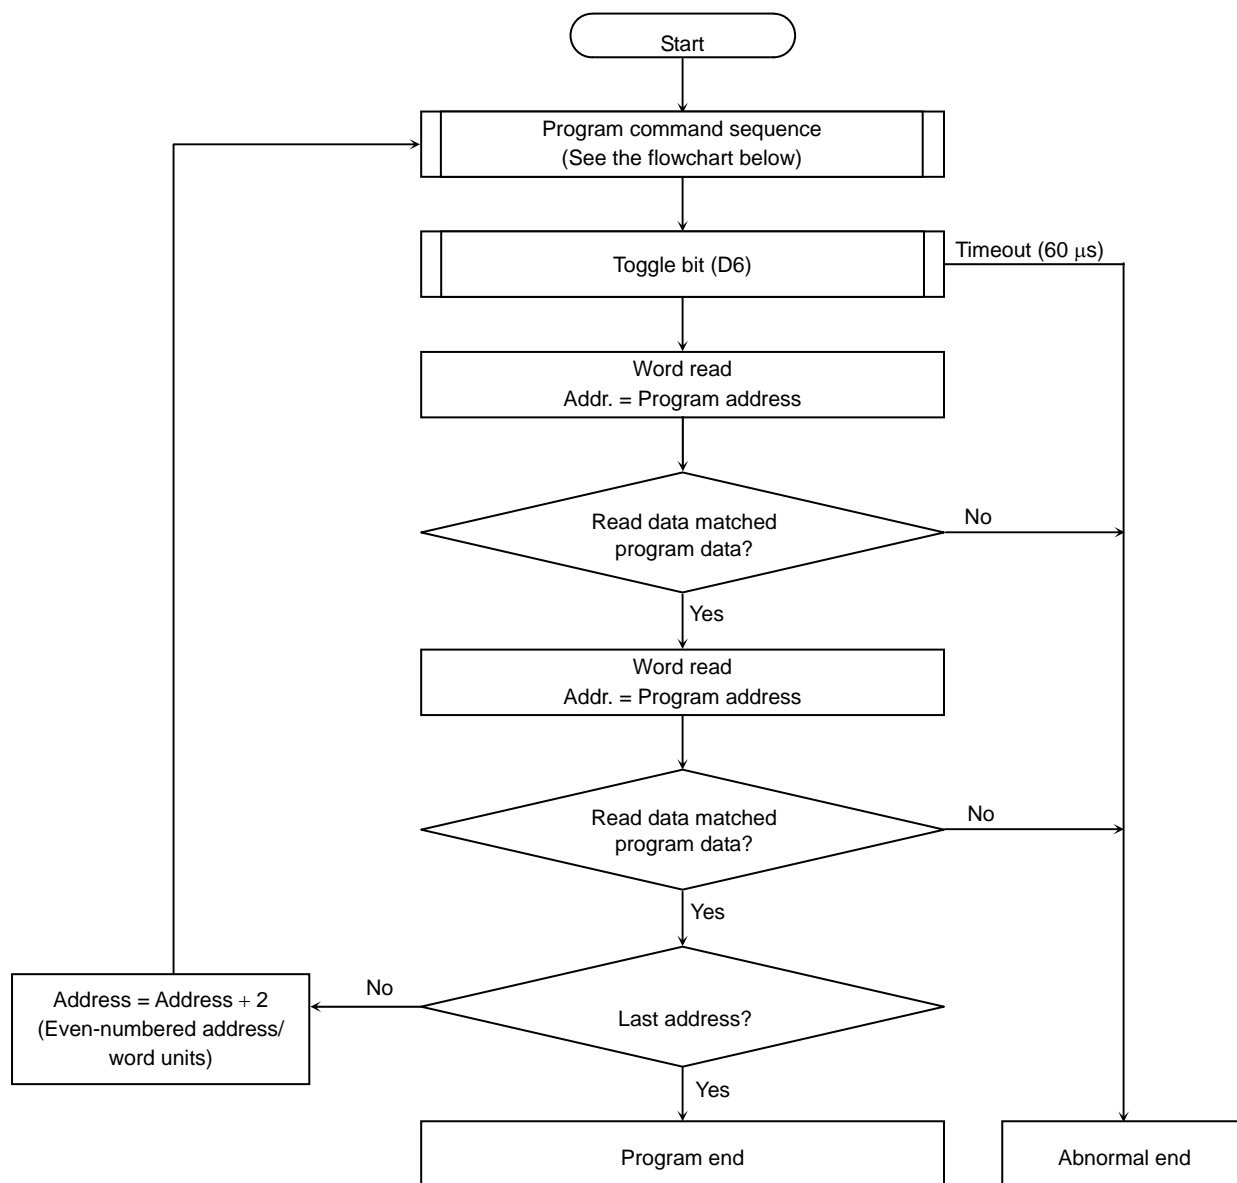 Start
Program command sequence
(See the flowchart below)
Toggle bit (D6)
Timeout (60 μs)
Word read
Addr. = Program address
Read data matched
program data?
No
Yes
Word read
Addr. = Program address
Read data matched
program data?
No
Yes
Last address?
No
Address = Address + 2
(Even-numbered address/
word units)
Yes
Program end
Abnormal end